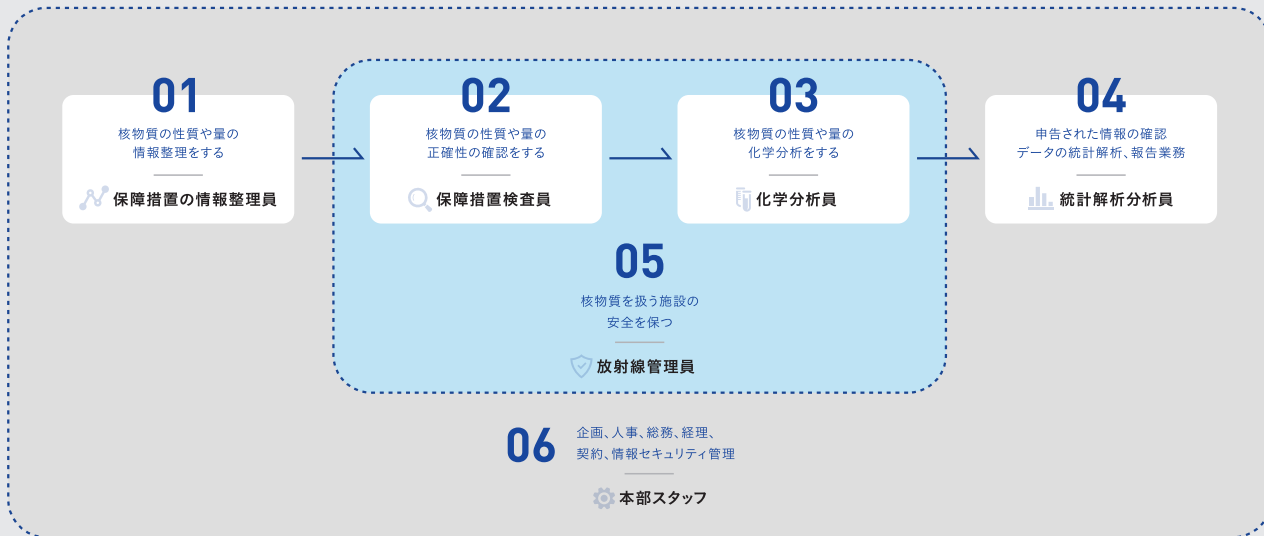 01
核物質の性質や量の
情報整理をする
保障措置の情報整理員
02
核物質の性質や量の
正確性の確認をする
保障措置検査員
03
核物質の性質や量の
化学分析をする
化学分析員
04
申告された情報の確認
データの統計解析、報告業務
統計解析分析員
05
核物質を扱う施設の
安全を保つ
放射線管理員
06
企画、人事、総務、経理、
契約、情報セキュリティ管理
本部スタッフ